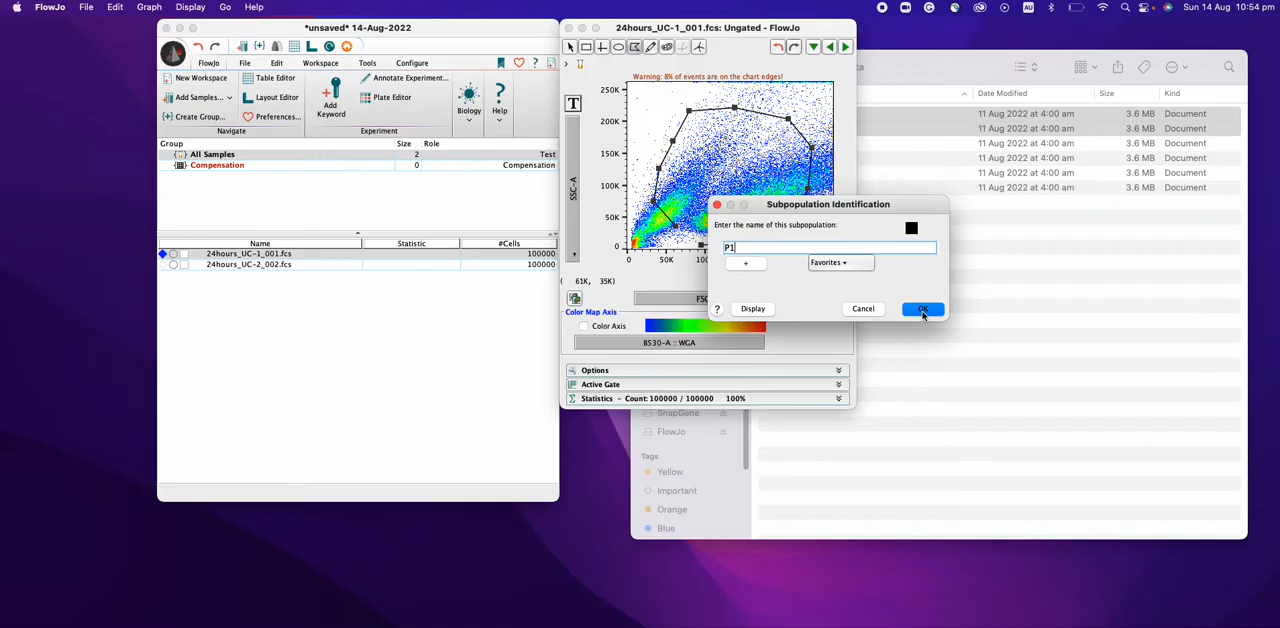 FlowJo File Edit Graph Display Go Help
AU
Sun 14 Aug 10:54 pm
*unsaved* 14-Aug-2022
FlowJo File Edit Workspace Tools Configure
New Workspace
Add Samples...
Create Group...
Navigate
Table Editor
Layout Editor
Preferences...
Add
Keyword
Annotate Experiment...
Plate Editor
Experiment
Biology
Help
Group Size Role
All Samples 2 Test
Compensation 0 Compensation
Name Statistic #Cells
24hours_UC-1_001.fcs 100000
24hours_UC-2_002.fcs 100000
24hours_UC-1_001.fcs: Ungated - FlowJo
Warning: 8% of events are on the chart edges!
T
SSC-A
250K
200K
150K
100K
50K
0
0 50K
( 61K, 35K)
Color Map Axis
Color Axis
B530-A :: WGA
Options
Active Gate
Statistics - Count: 100000 / 100000 100%
Subpopulation Identification
Enter the name of this subpopulation:
P1
+
Favorites
?
Display
Cancel
OK
Date Modified Size Kind
11 Aug 2022 at 4:00 am 3.6 MB Document
11 Aug 2022 at 4:00 am 3.6 MB Document
11 Aug 2022 at 4:00 am 3.6 MB Document
11 Aug 2022 at 4:00 am 3.6 MB Document
11 Aug 2022 at 4:00 am 3.6 MB Document
11 Aug 2022 at 4:00 am 3.6 MB Document
SnapGene
FlowJo
Tags
Yellow
Important
Orange
Blue